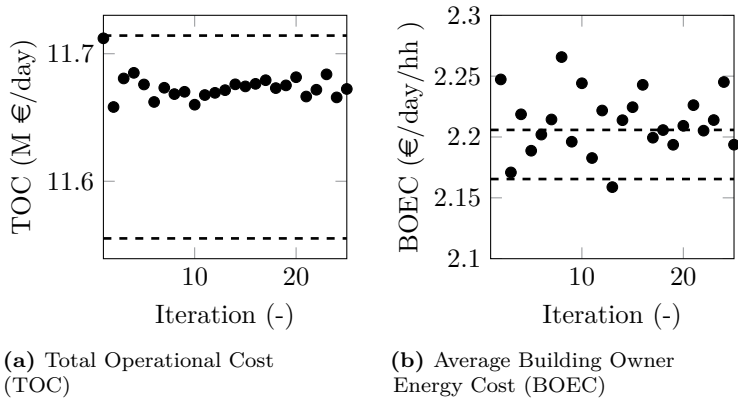 11.7
11.6
TOC (M €/day)
10
20
Iteration (-)
(a) Total Operational Cost
(TOC)
2.3
2.25
2.2
2.15
2.1
BOEC (€/day/hh )
10
20
Iteration (-)
(b) Average Building Owner
Energy Cost (BOEC)